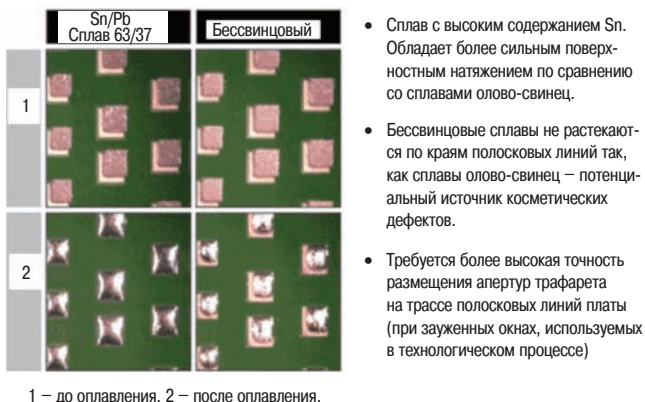 Sn/Pb
Сплав 63/37
Бессвинцовый
1
2
• Сплав с высоким содержанием Sn.
Обладает более сильным поверх-
ностным натяжением по сравнению
со сплавами олово-свинец.
• Бессвинцовые сплавы не растекают-
ся по краям полосковых линий так,
как сплавы олово-свинец – потенци-
альный источник косметических
дефектов.
• Требуется более высокая точность
размещения апертур трафарета
на трассе полосковых линий платы
(при зауженных окнах, используемых
в технологическом процессе)
1 – до оплавления, 2 – после оплавления.